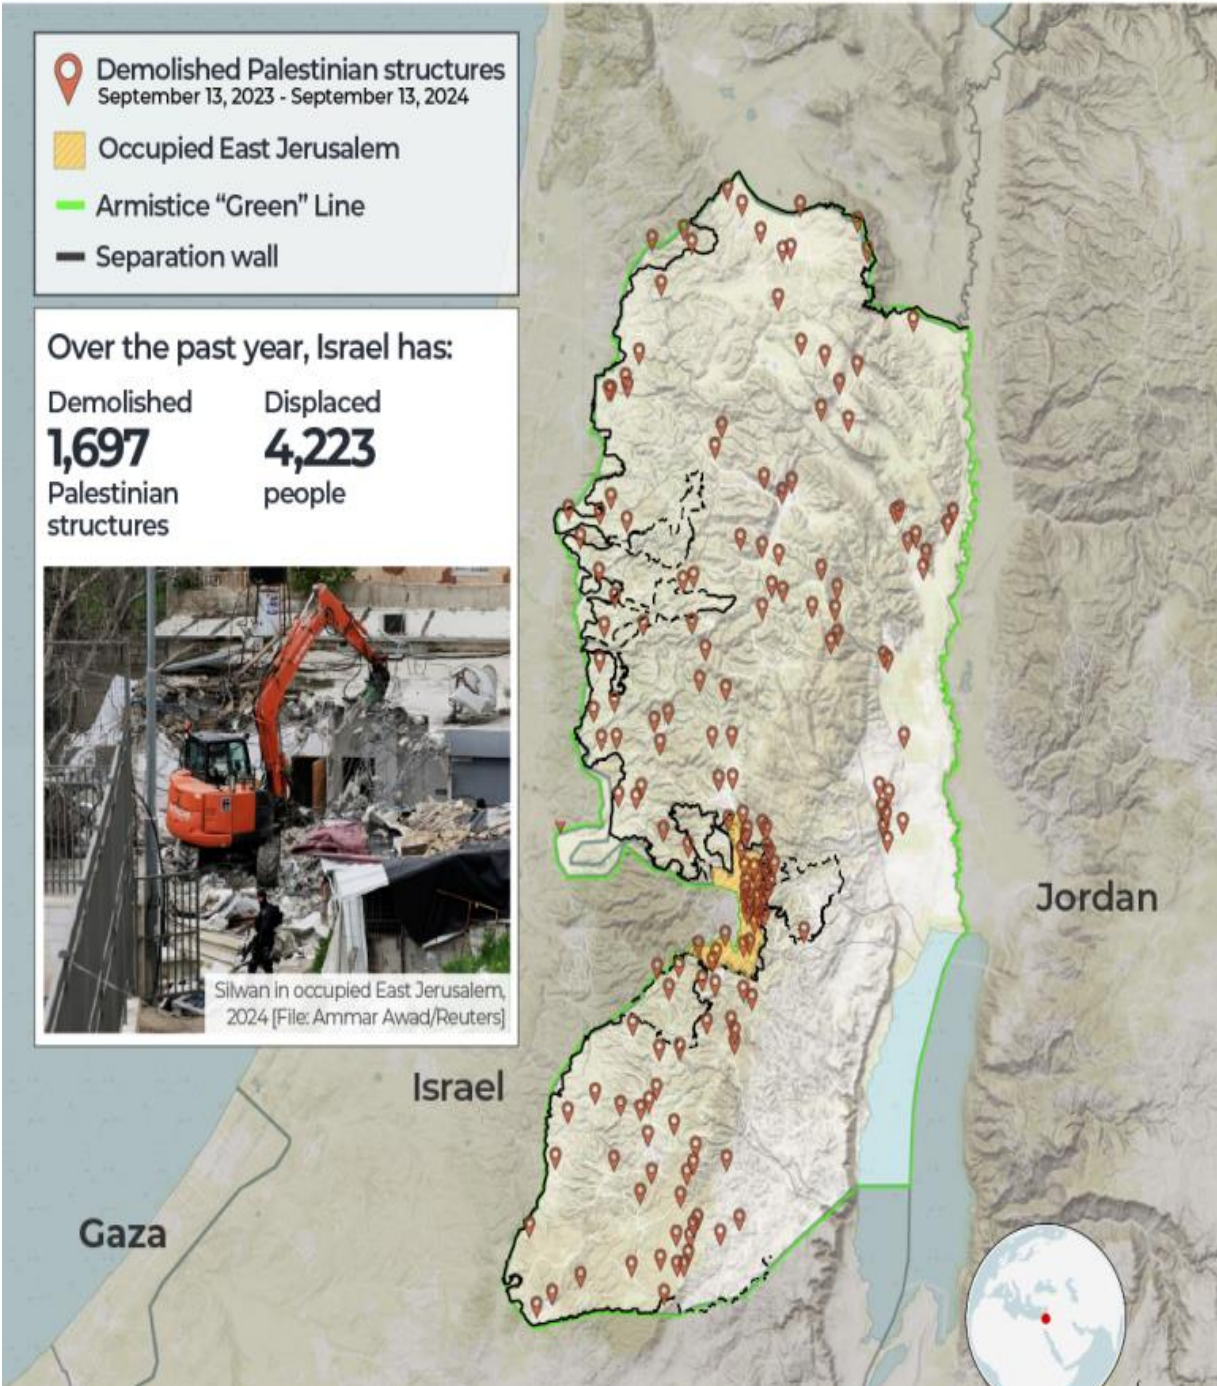 Demolished Palestinian structures
September 13, 2023 - September 13, 2024
Occupied East Jerusalem
Armistice “Green” Line
Separation wall
Over the past year, Israel has:
Demolished
1,697
Palestinian
structures
Displaced
4,223
people
Silwan in occupied East Jerusalem,
2024 [File: Ammar Awad/Reuters]
Jordan
Israel
Gaza